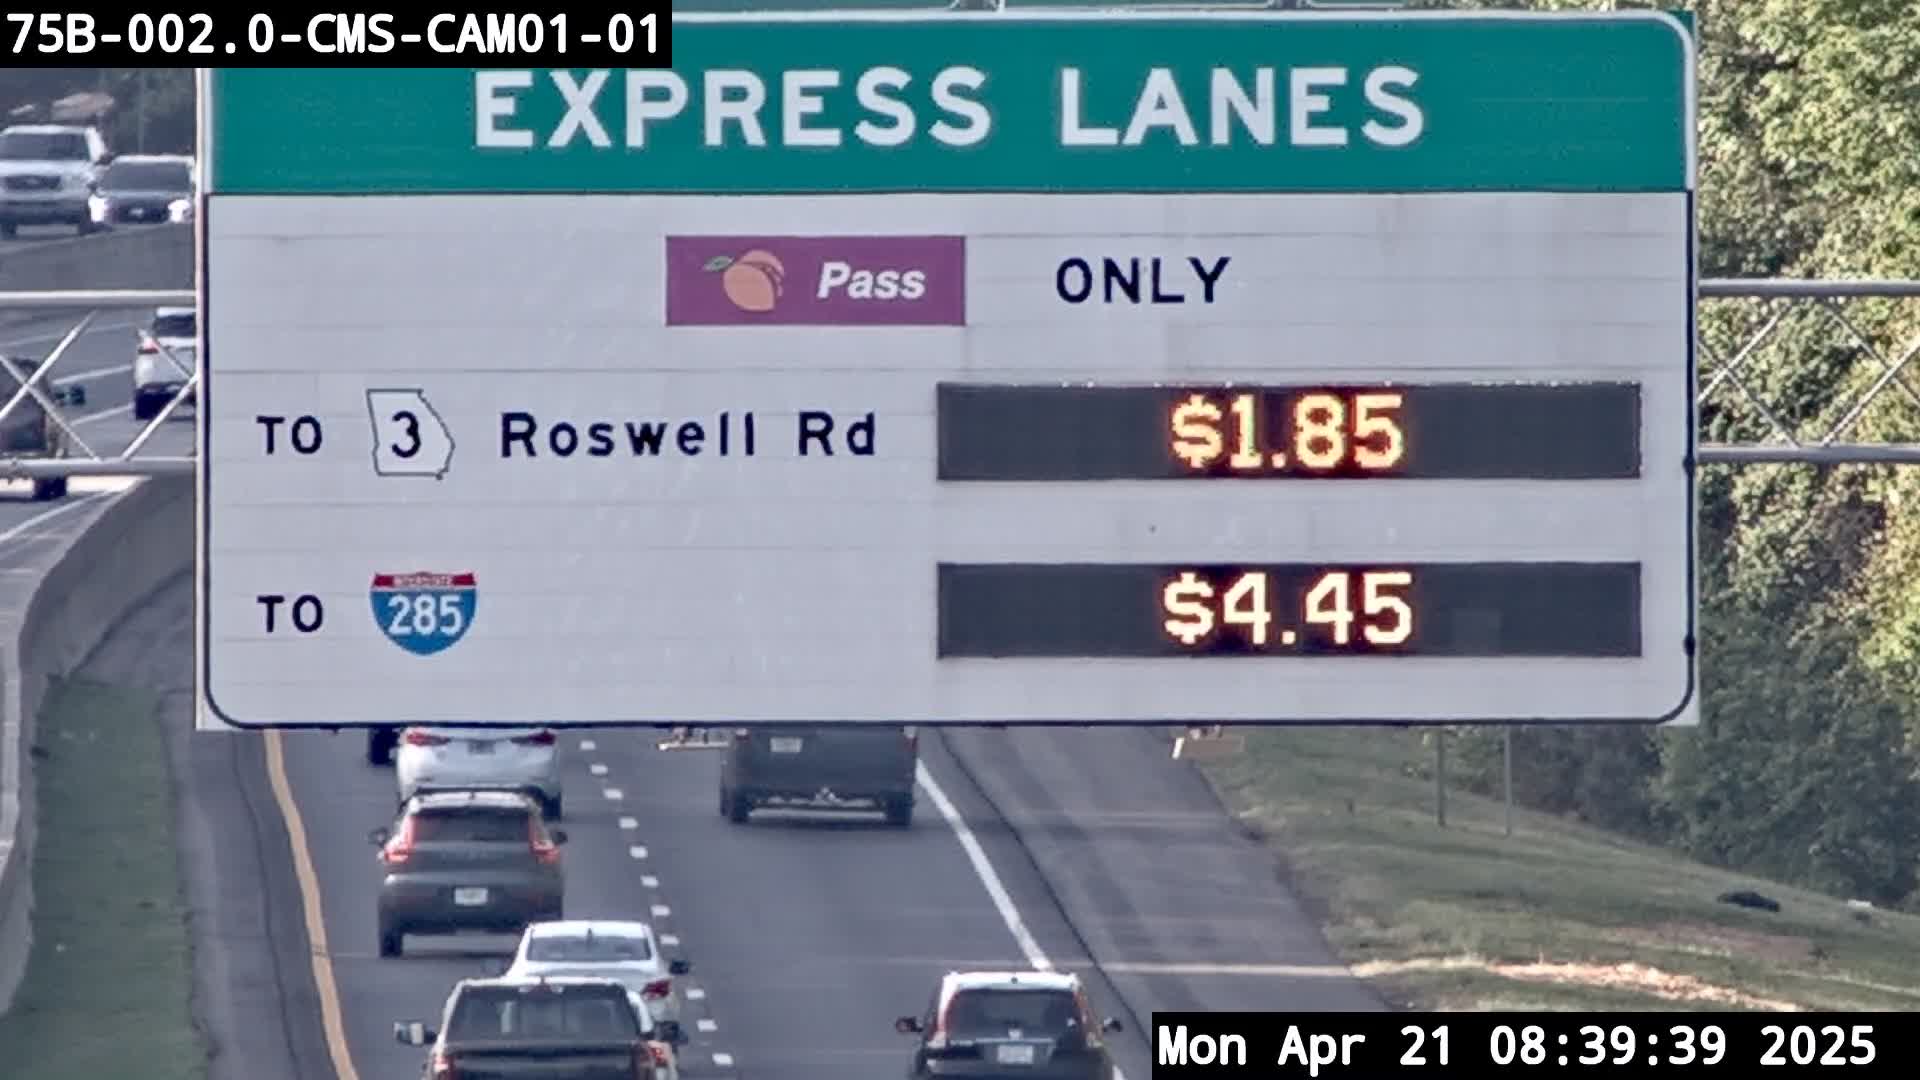 75B-002.0-CMS-CAM01-01
EXPRESS LANES
Pass ONLY
TO 3 Roswell Rd $1.85
INTERSTATE
TO 285 $4.45
Mon Apr 21 08:39:39 2025